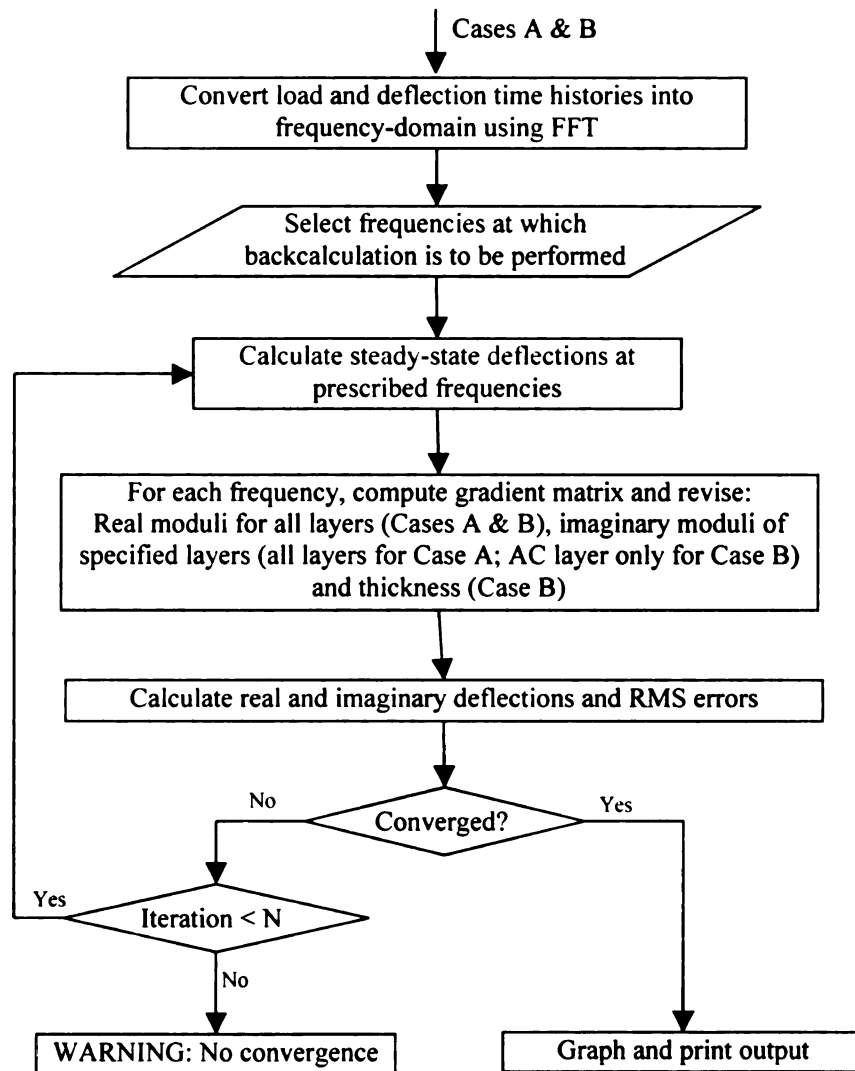 Cases A & B
Convert load and deflection time histories into
frequency-domain using FFT
Select frequencies at which
backcalculation is to be performed
Calculate steady-state deflections at
prescribed frequencies
For each frequency, compute gradient matrix and revise:
Real moduli for all layers (Cases A & B), imaginary moduli of
specified layers (all layers for Case A; AC layer only for Case B)
and thickness (Case B)
Calculate real and imaginary deflections and RMS errors
No
Converged?
Yes
Yes
Iteration < N
No
WARNING: No convergence
Graph and print output